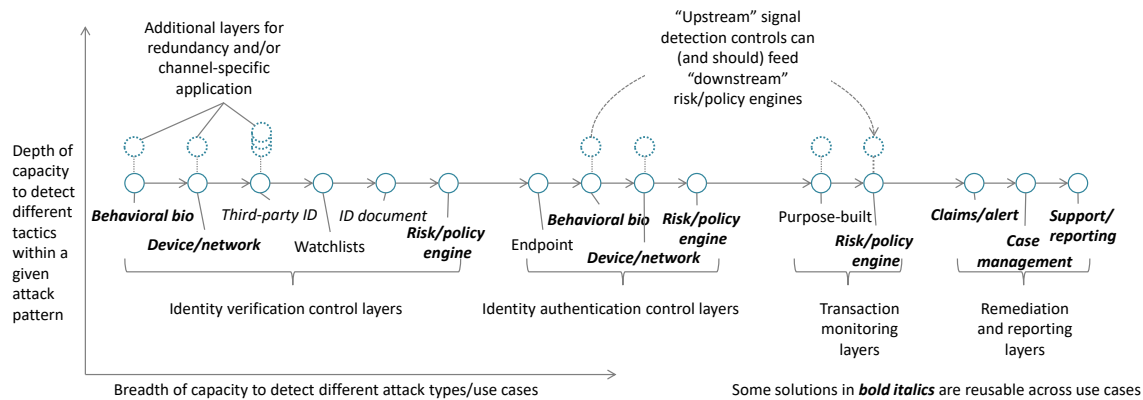 Additional layers for
redundancy and/or
channel-specific
application
“Upstream” signal
detection controls can
(and should) feed
“downstream”
risk/policy engines
Depth of
capacity
to detect
different
tactics
within a
given
attack
pattern
Behavioral bio
Device/network
Third-party ID
Watchlists
ID document
Risk/policy
engine
Identity verification control layers
Endpoint
Behavioral bio
Device/network
Risk/policy
engine
Identity authentication control layers
Purpose-built
Risk/policy
engine
Transaction
monitoring
layers
Claims/alert
Case
management
Support/
reporting
Remediation
and reporting
layers
Breadth of capacity to detect different attack types/use cases
Some solutions in bold italics are reusable across use cases